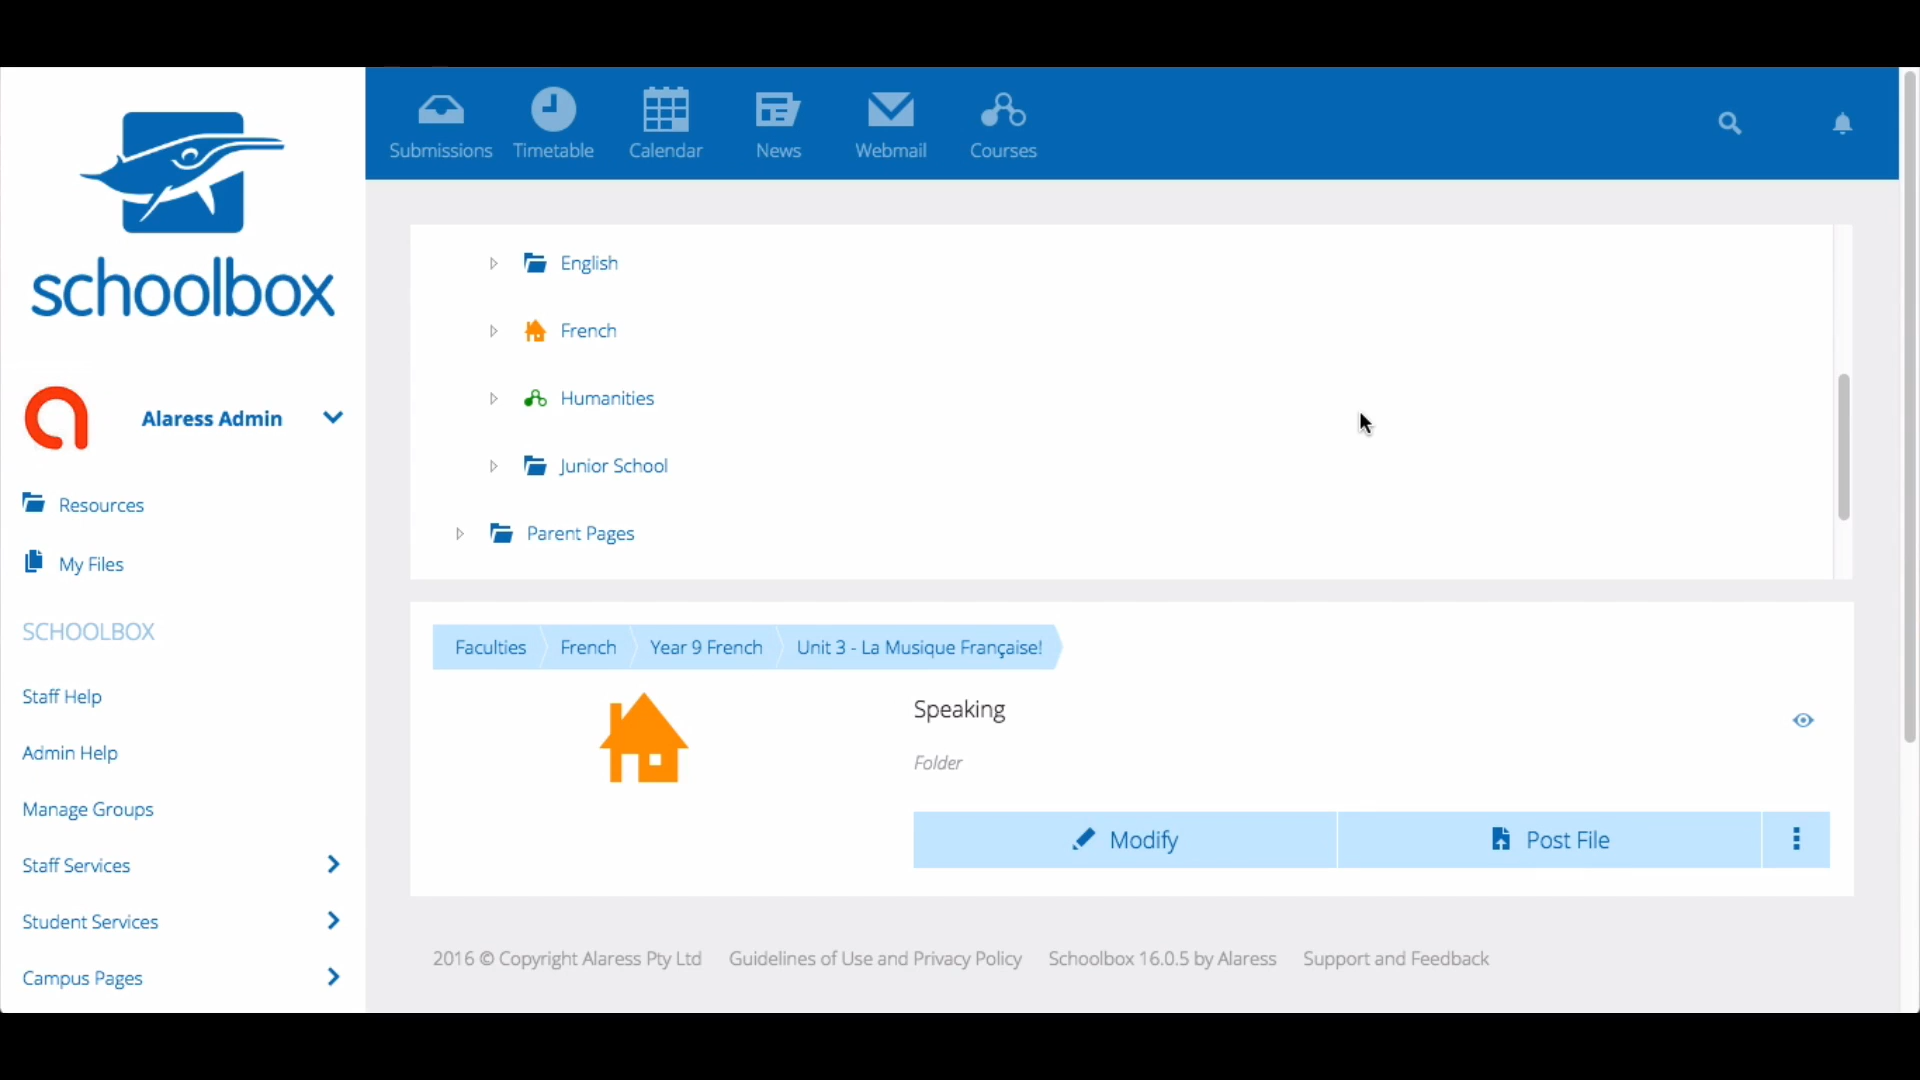 schoolbox
Alaress Admin
Resources
My Files
SCHOOLBOX
Staff Help
Admin Help
Manage Groups
Staff Services
Student Services
Campus Pages
Submissions Timetable Calendar News Webmail Courses
English
French
Humanities
Junior School
Parent Pages
Faculties French Year 9 French Unit 3 - La Musique Française!
Speaking
Folder
Modify Post File
2016 © Copyright Alaress Pty Ltd Guidelines of Use and Privacy Policy Schoolbox 16.0.5 by Alaress Support and Feedback